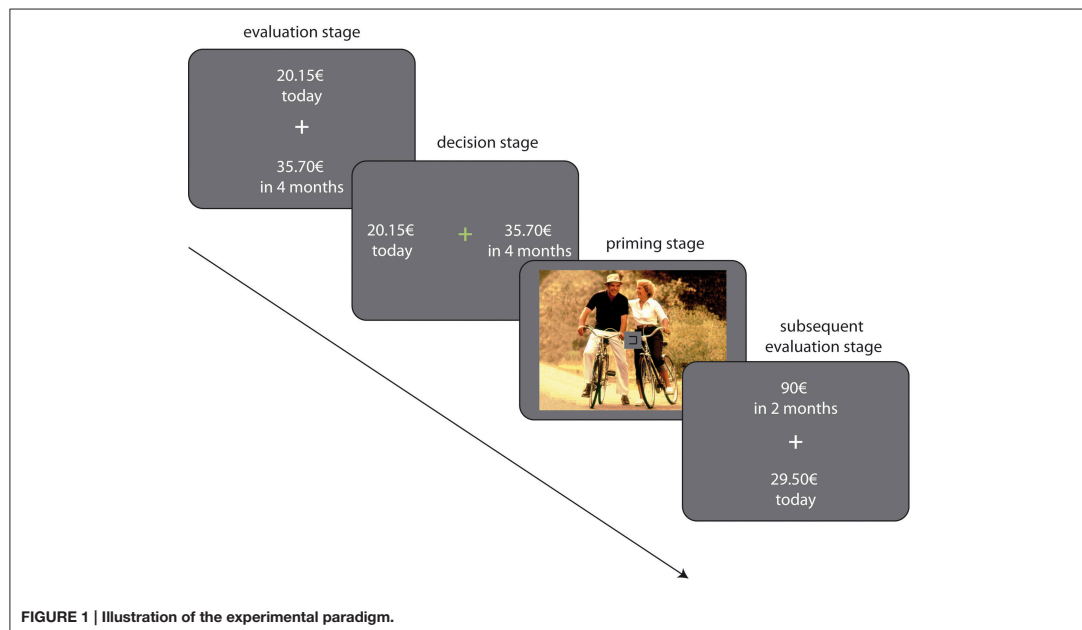 evaluation stage
20.15€
today
+
35.70€
in 4 months
decision stage
20.15€
today
+
35.70€
in 4 months
priming stage
subsequent
evaluation stage
90€
in 2 months
+
29.50€
today
FIGURE 1 | Illustration of the experimental paradigm.